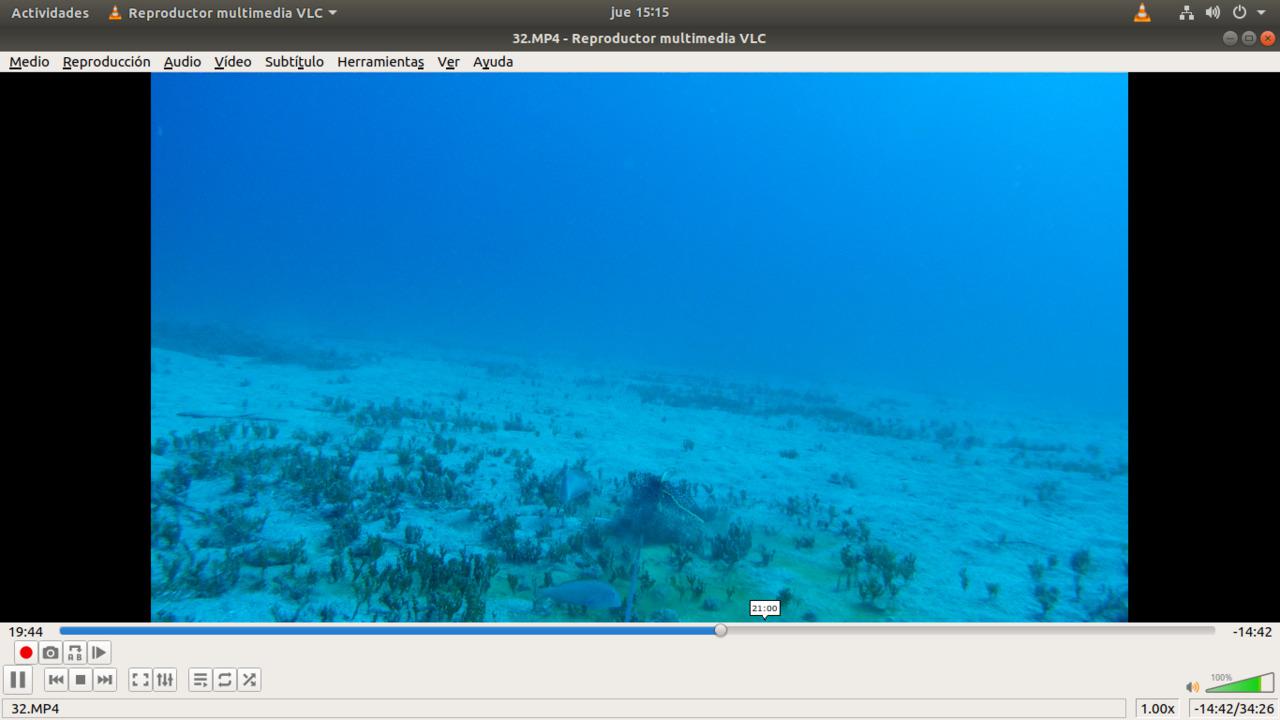 Actividades Reproductor multimedia VLC jue 15:15
32.MP4 - Reproductor multimedia VLC
Medio Reproducción Audio Vídeo Subtítulo Herramientas Ver Ayuda
21:00
19:44 -14:42
A B
100%
32.MP4 1.00x -14:42/34:26